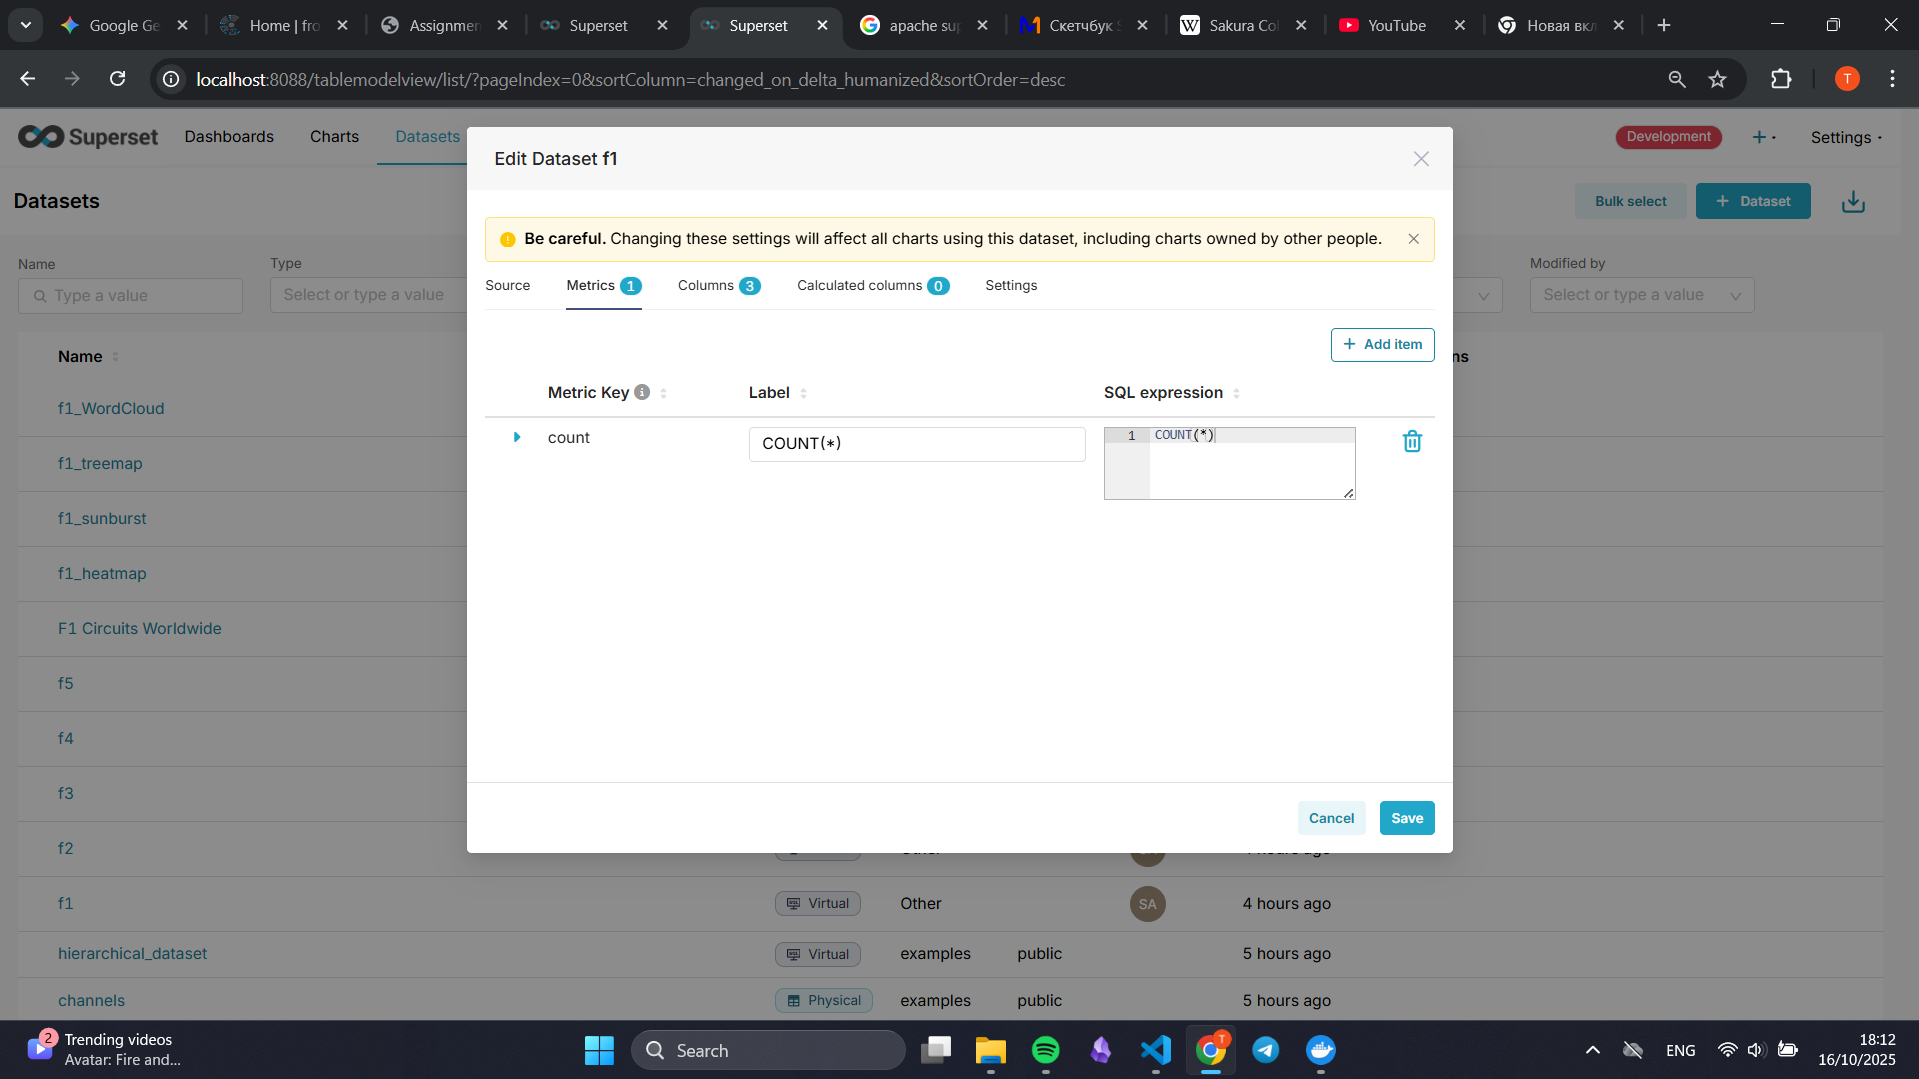 Google Ge
Home | fro
Assignmen
Superset
Superset
apache sup
Скетчбук S
Sakura Col
YouTube
Новая вкл
localhost:8088/tablemodelview/list/?pageIndex=0&sortColumn=changed_on_delta_humanized&sortOrder=desc
T
Superset
Dashboards
Charts
Datasets
Development
Settings
Datasets
Bulk select
Dataset
Name
Type a value
Type
Select or type a value
Modified by
Select or type a value
Name
f1_WordCloud
f1_treemap
f1_sunburst
f1_heatmap
F1 Circuits Worldwide
f5
f4
f3
f2
f1
Virtual
Other
SA
4 hours ago
hierarchical_dataset
Virtual
examples
public
5 hours ago
channels
Physical
examples
public
5 hours ago
Edit Dataset f1
Be careful. Changing these settings will affect all charts using this dataset, including charts owned by other people.
Source
Metrics 1
Columns 3
Calculated columns 0
Settings
+ Add item
Metric Key
Label
SQL expression
count
COUNT(*)
1 COUNT(*)
Cancel
Save
2
Trending videos
Avatar: Fire and...
Search
T
ENG
18:12
16/10/2025